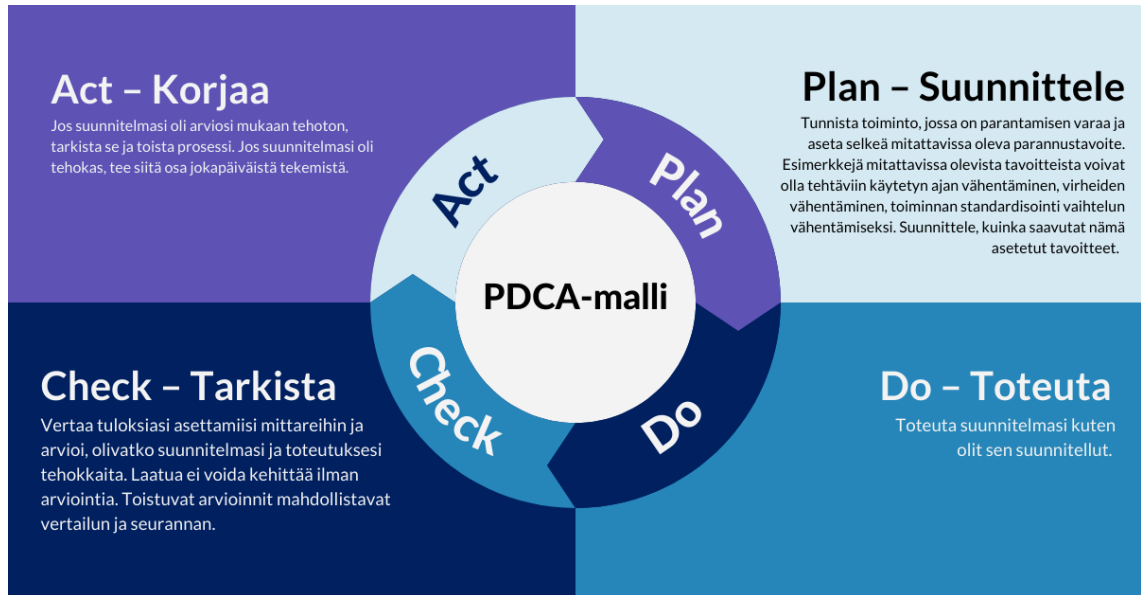 Act – Korjaa
Jos suunnitelmasi oli arviosi mukaan tehoton,
tarkista se ja toista prosessi. Jos suunnitelmasi oli
tehokas, tee siitä osa jokapäiväistä tekemistä.
Plan – Suunnittele
Tunnista toiminto, jossa on parantamisen varaa ja
aseta selkeä mitattavissa oleva parannustavoite.
Esimerkkejä mitattavissa olevista tavoitteista voivat
olla tehtäviin käytetyn ajan vähentäminen, virheiden
vähentäminen, toiminnan standardisointi vaihtelun
vähentämiseksi. Suunnittele, kuinka saavutat nämä
asetetut tavoitteet.
Act
Plan
PDCA-malli
Check
Do
Check – Tarkista
Vertaa tuloksiasi asettamiisi mittareihin ja
arvioi, olivatko suunnitelmasi ja toteutuksesi
tehokkaita. Laatua ei voida kehittää ilman
arviointia. Toistuvat arvioinnit mahdollistavat
vertailun ja seurannan.
Do – Toteuta
Toteuta suunnitelmasi kuten
olit sen suunnitellut.